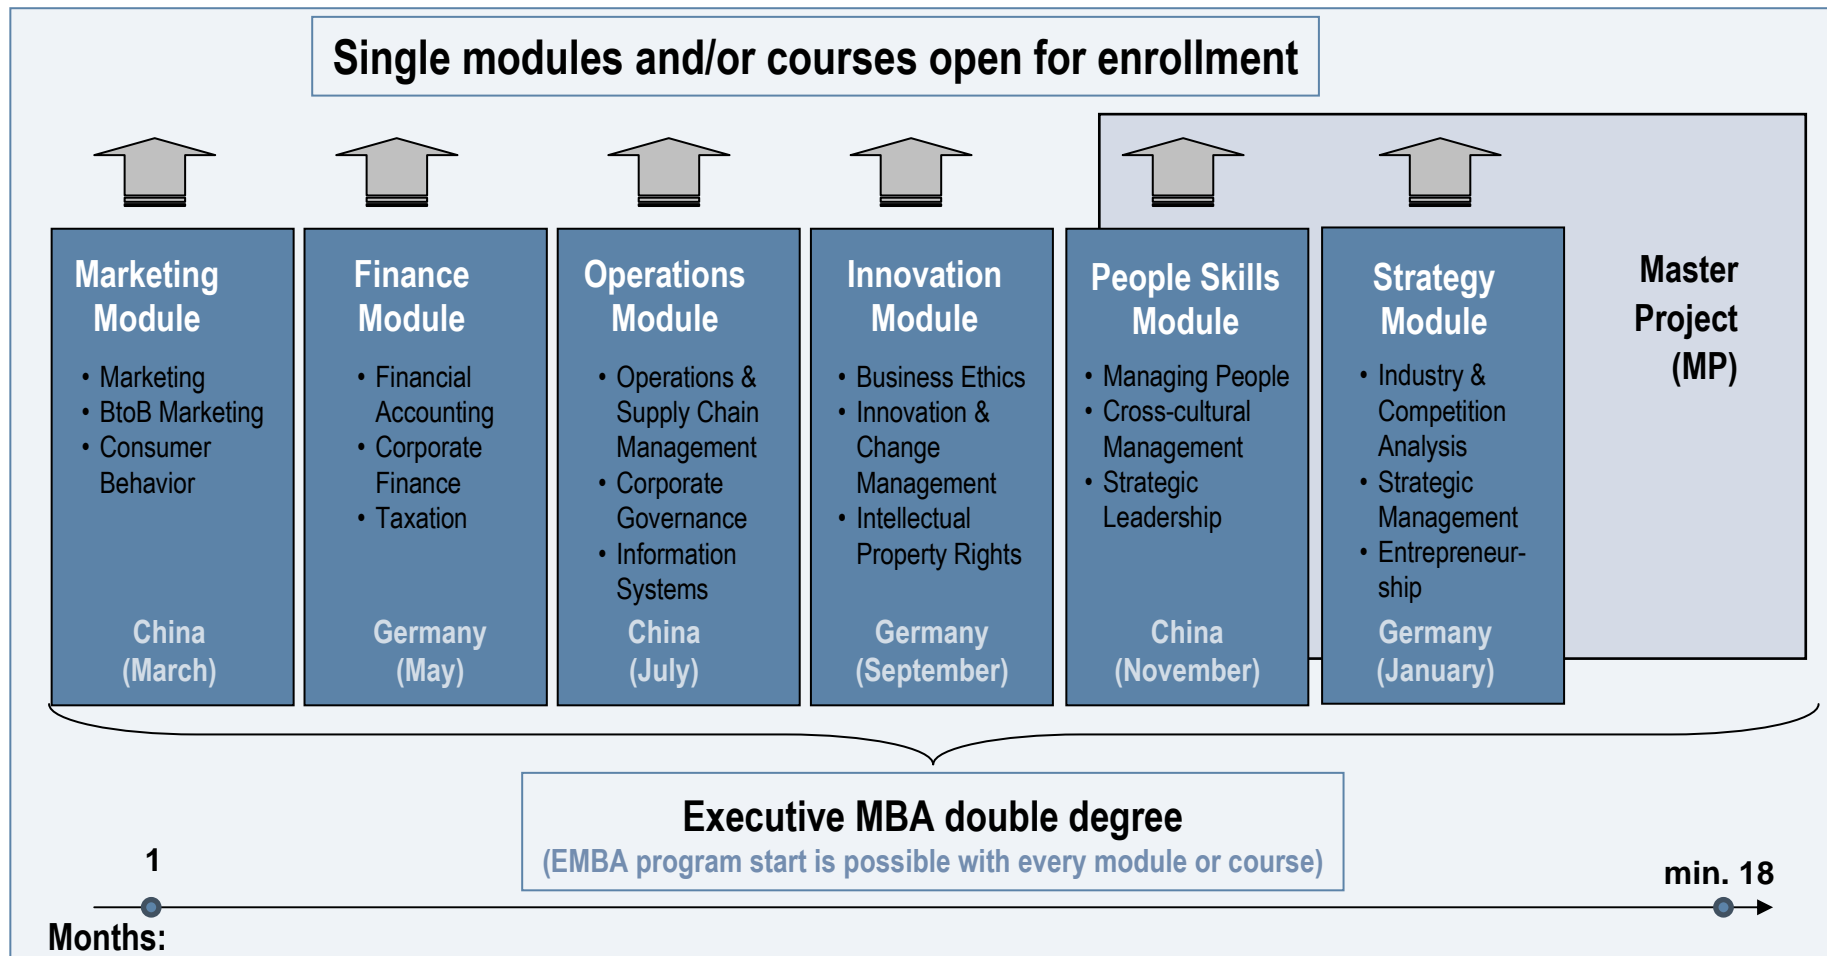 Single modules and/or courses open for enrollment
Marketing
Module
• Marketing
• BtoB Marketing
• Consumer
Behavior
China
(March)
Finance
Module
• Financial
Accounting
• Corporate
Finance
• Taxation
Germany
(May)
Operations
Module
• Operations &
Supply Chain
Management
• Corporate
Governance
• Information
Systems
China
(July)
Innovation
Module
• Business Ethics
• Innovation &
Change
Management
• Intellectual
Property Rights
Germany
(September)
People Skills
Module
• Managing People
• Cross-cultural
Management
• Strategic
Leadership
China
(November)
Strategy
Module
• Industry &
Competition
Analysis
• Strategic
Management
• Entrepreneur-
ship
Germany
(January)
Master
Project
(MP)
Executive MBA double degree
(EMBA program start is possible with every module or course)
1
min. 18
Months: